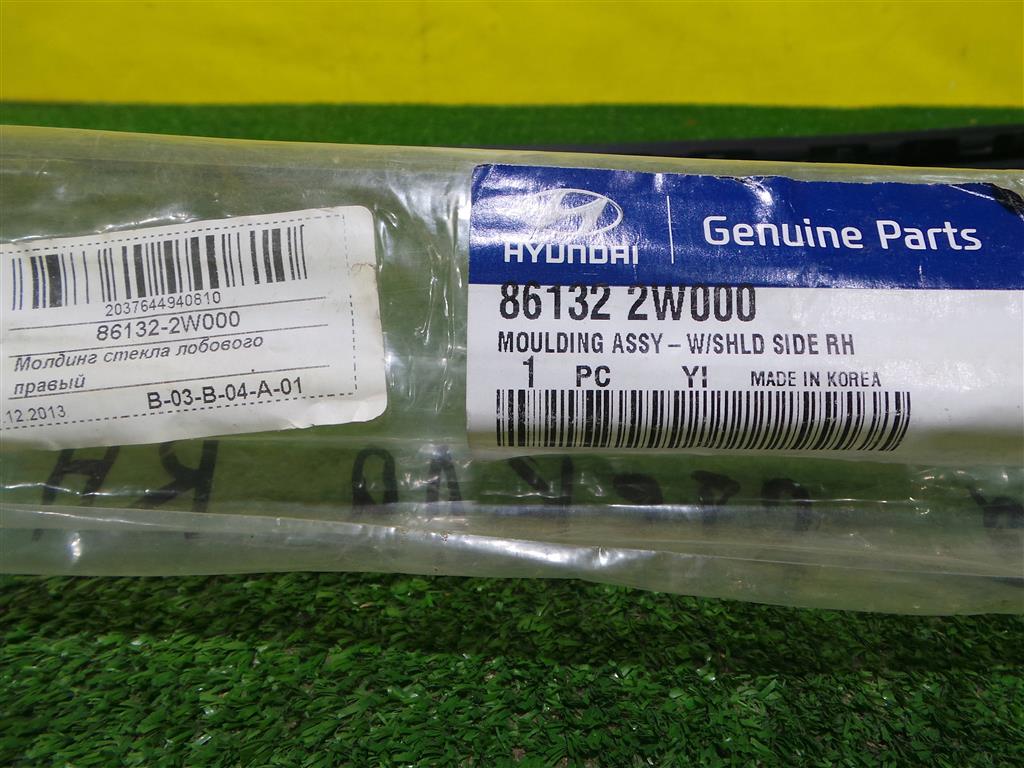 2037644940810
86132-2W000
Молдинг стекла лобового
правый
.12.2013 B-03-B-04-A-01
HYUNDAI Genuine Parts
86132 2W000
MOULDING ASSY - W/SHLD SIDE RH
1 PC YI MADE IN KOREA